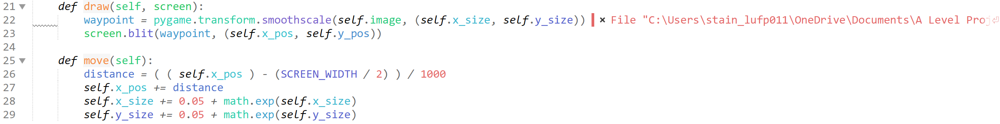 21 def draw(self, screen):
22 waypoint = pygame.transform.smoothscale(self.image, (self.x_size, self.y_size)) × File "C:\Users\stain_lufp011\OneDrive\Documents\A Level Proj
23 screen.blit(waypoint, (self.x_pos, self.y_pos))
24
25 def move(self):
26 distance = ( ( self.x_pos ) - (SCREEN_WIDTH / 2) ) / 1000
27 self.x_pos += distance
28 self.x_size += 0.05 + math.exp(self.x_size)
29 self.y_size += 0.05 + math.exp(self.y_size)